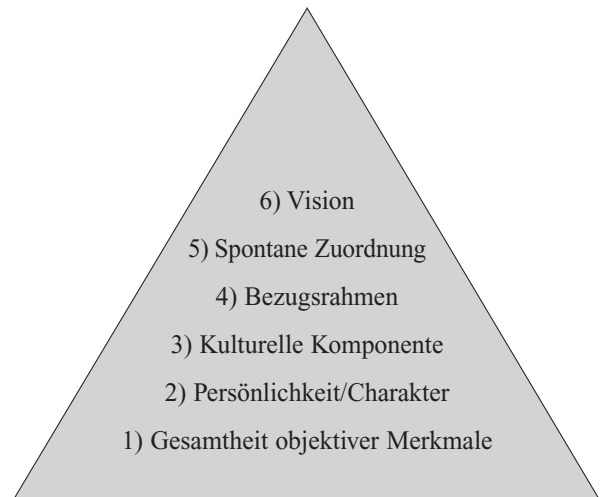 6) Vision
5) Spontane Zuordnung
4) Bezugsrahmen
3) Kulturelle Komponente
2) Persönlichkeit/Charakter
1) Gesamtheit objektiver Merkmale